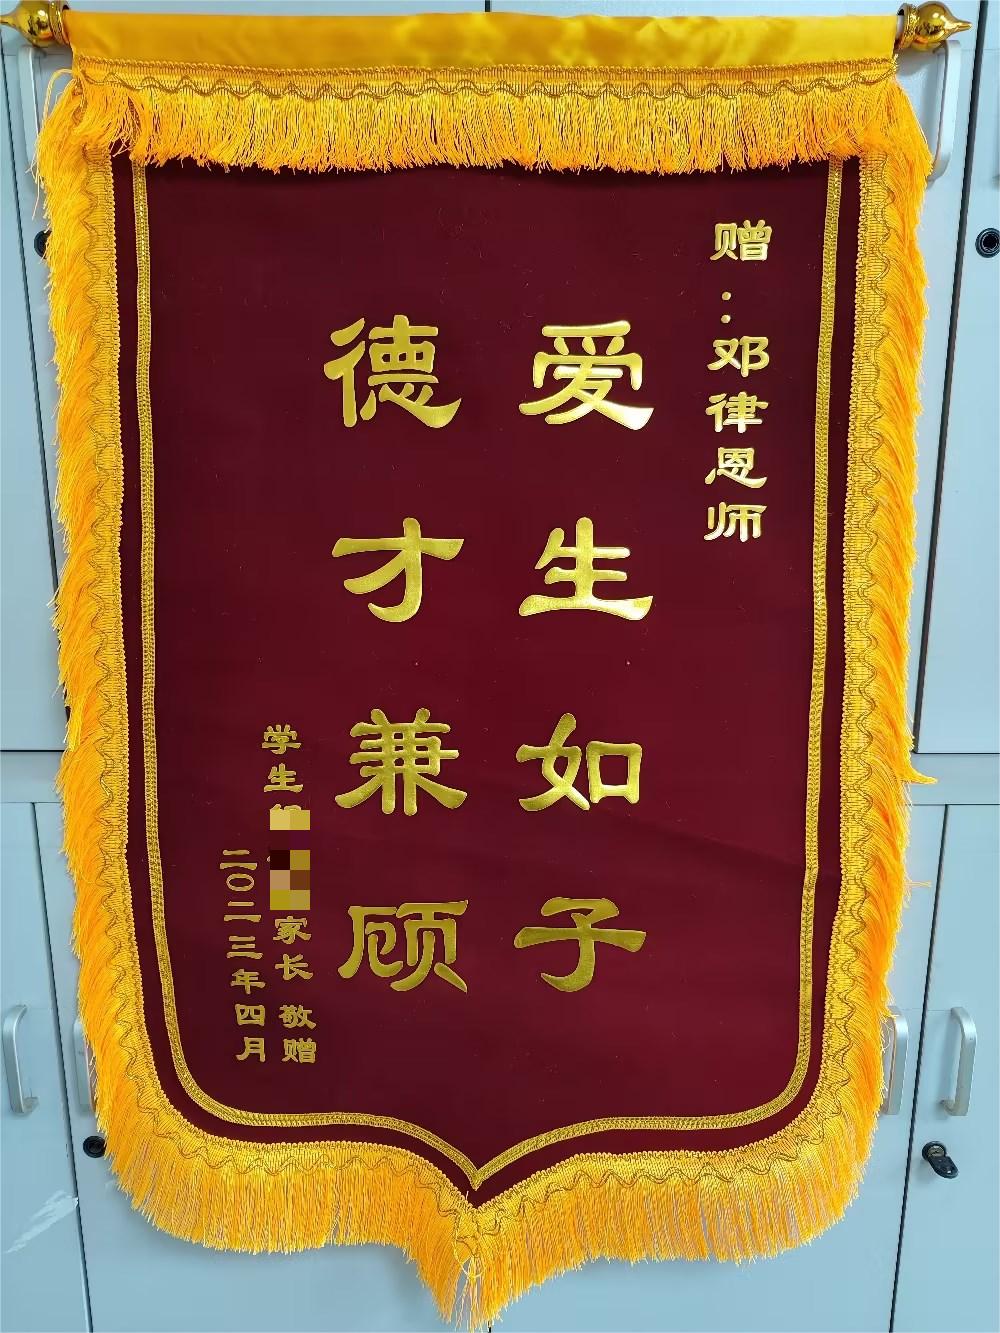 赠：邓律恩师
爱生如子
德才兼顾
学生
家长 敬赠
二〇二三年四月